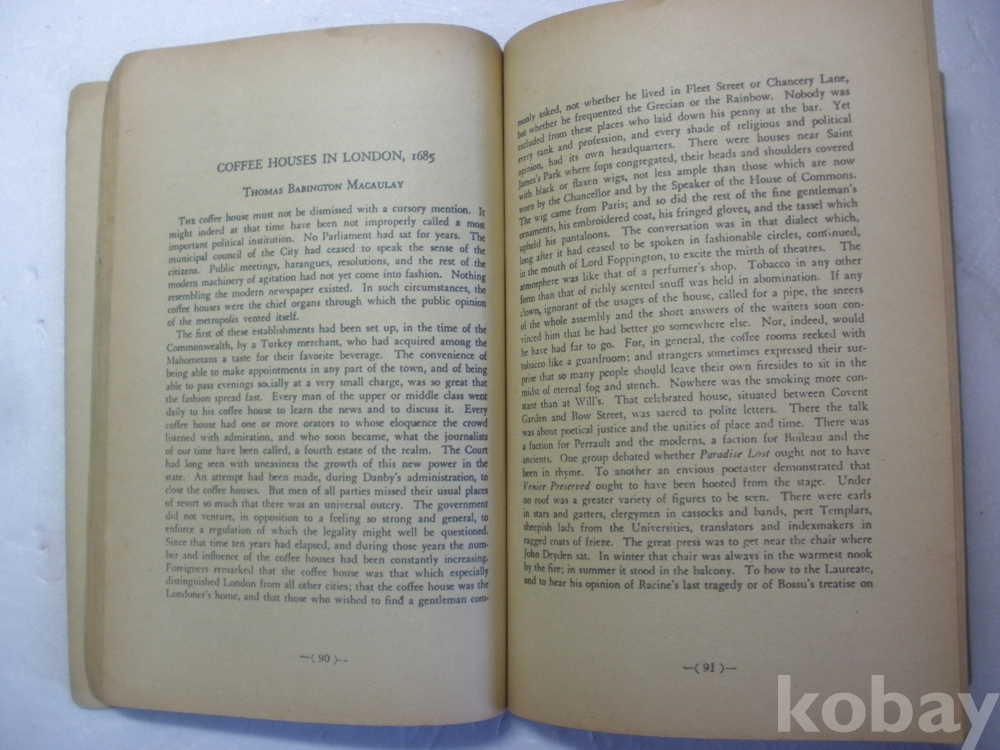 COFFEE HOUSES IN LONDON, 1685
THOMAS BABINGTON MACAULAY
THE coffee house must not be dismissed with a cursory mention. It
might indeed at that time have been not improperly called a most
important political institution. No Parliament had sat for years. The
municipal council of the City had ceased to speak the sense of the
citizens. Public meetings, harangues, resolutions, and the rest of the
modern machinery of agitation had not yet come into fashion. Nothing
resembling the modern newspaper existed. In such circumstances, the
coffee houses were the chief organs through which the public opinion
of the metropolis vented itself.
The first of these establishments had been set up, in the time of the
Commonwealth, by a Turkey merchant, who had acquired among the
Mahometans a taste for their favorite beverage. The convenience of
being able to make appointments in any part of the town, and of being
able to pass evenings socially at a very small charge, was so great that
the fashion spread fast. Every man of the upper or middle class went
daily to his coffee house to learn the news and to discuss it. Every
coffee house had one or more orators to whose eloquence the crowd
listened with admiration, and who soon became, what the journalists
of our time have been called, a fourth estate of the realm. The Court
had long seen with uneasiness the growth of this new power in the
state. An attempt had been made, during Danby's administration, to
close the coffee houses. But men of all parties missed their usual places
of resort so much that there was an universal outcry. The government
did not venture, in opposition to a feeling so strong and general, to
enforce a regulation of which the legality might well be questioned.
Since that time ten years had elapsed, and during those years the num-
ber and influence of the coffee houses had been constantly increasing.
Foreigners remarked that the coffee house was that which especially
distinguished London from all other cities; that the coffee house was the
Londoner's home, and that those who wished to find a gentleman com-
—( 90 )—
monly asked, not whether he lived in Fleet Street or Chancery Lane,
but whether he frequented the Grecian or the Rainbow. Nobody was
excluded from these places who laid down his penny at the bar. Yet
every rank and profession, and every shade of religious and political
opinion, had its own headquarters. There were houses near Saint
James's Park where fops congregated, their heads and shoulders covered
with black or flaxen wigs, not less ample than those which are now
worn by the Chancellor and by the Speaker of the House of Commons.
The wig came from Paris; and so did the rest of the fine gentleman's
ornaments, his embroidered coat, his fringed gloves, and the tassel which
upheld his pantaloons. The conversation was in that dialect which,
long after it had ceased to be spoken in fashionable circles, continued,
in the mouth of Lord Foppington, to excite the mirth of theatres. The
atmosphere was like that of a perfumer's shop. Tobacco in any other
form than that of richly scented snuff was held in abomination. If any
clown, ignorant of the usages of the house, called for a pipe, the sneers
of the whole assembly and the short answers of the waiters soon con-
vinced him that he had better go somewhere else. Nor, indeed, would
he have had far to go. For, in general, the coffee rooms reeked with
tobacco like a guardroom; and strangers sometimes expressed their sur-
prise that so many people should leave their own firesides to sit in the
midst of eternal fog and stench. Nowhere was the smoking more con-
stant than at Will's. That celebrated house, situated between Covent
Garden and Bow Street, was sacred to polite letters. There the talk
was about poetical justice and the unities of place and time. There was
a faction for Perrault and the moderns, a faction for Boileau and the
ancients. One group debated whether Paradise Lost ought not to have
been in rhyme. To another an envious poetaster demonstrated that
Venice Preserved ought to have been hooted from the stage. Under
no roof was a greater variety of figures to be seen. There were earls
in stars and garters, clergymen in cassocks and bands, pert Templars,
sheepish lads from the Universities, translators and indexmakers in
ragged coats of frieze. The great press was to get near the chair where
John Dryden sat. In winter that chair was always in the warmest nook
by the fire; in summer it stood in the balcony. To bow to the Laureate,
and to hear his opinion of Racine's last tragedy or of Bossu's treatise on
—( 91 )—
kobay